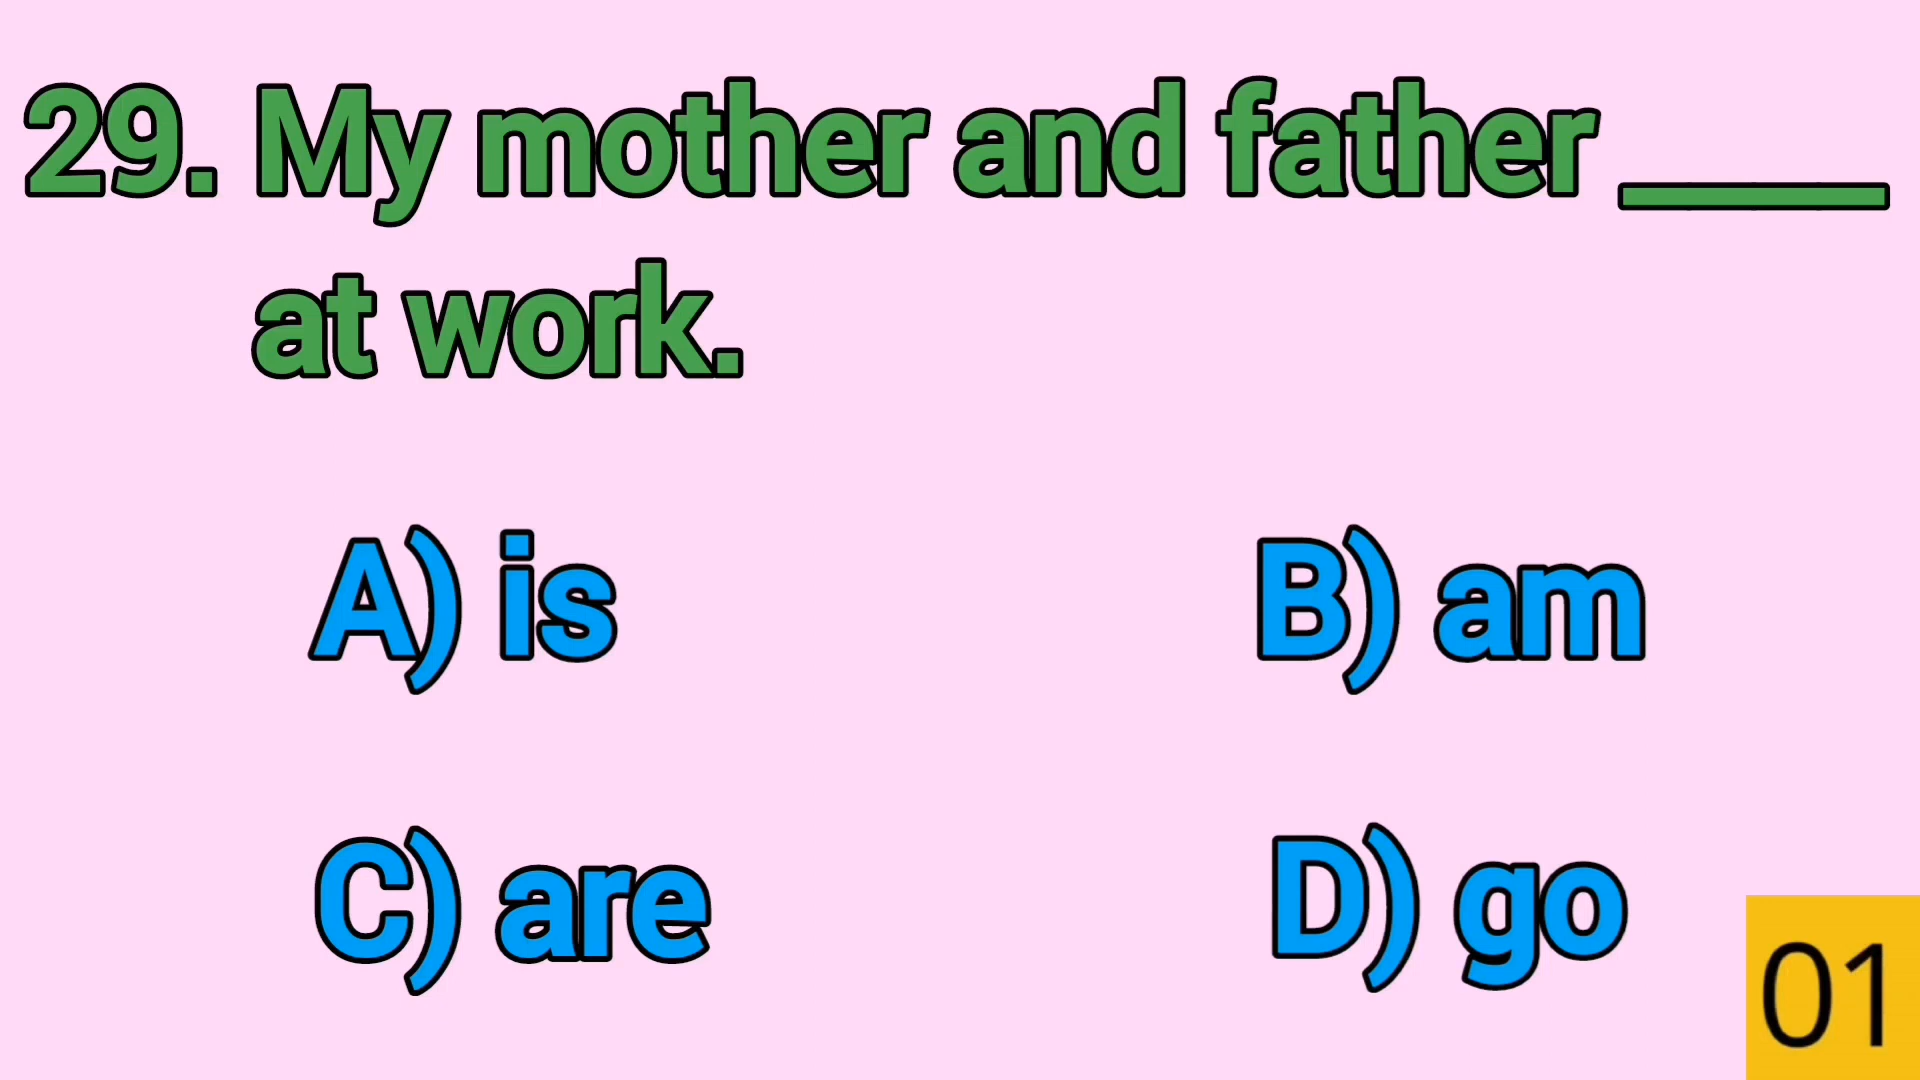 29. My mother and father ____
at work.
A) is B) am
C) are D) go
01